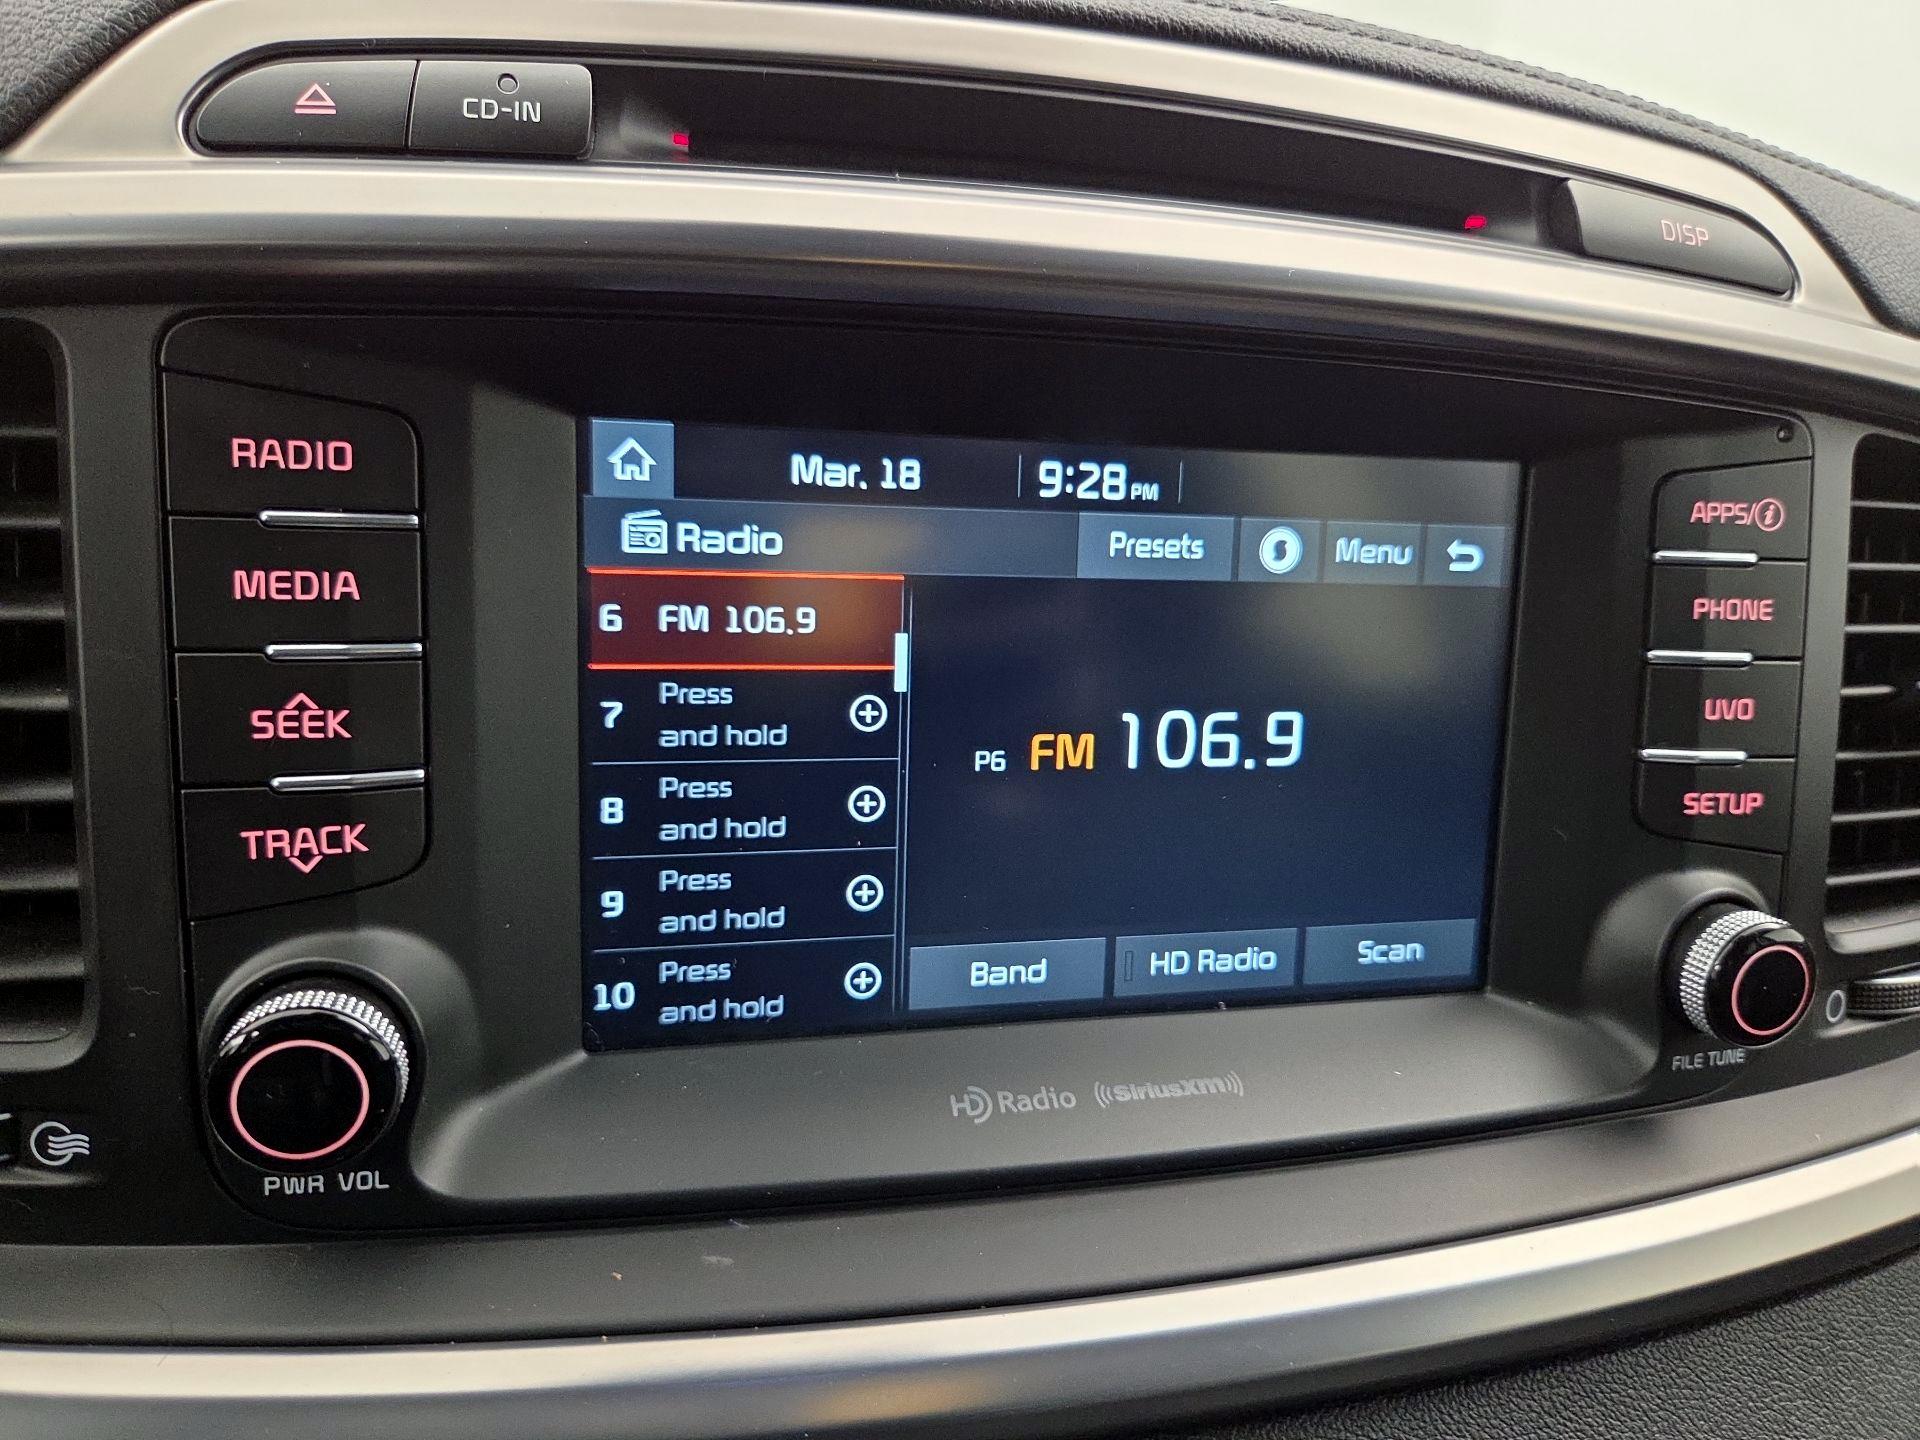 CD-IN
DISP
RADIO
MEDIA
SEEK
TRACK
PWR VOL
Mar. 18
9:28 PM
Radio
Presets
Menu
6 FM 106.9
7 Press
and hold
8 Press
and hold
9 Press
and hold
10 Press
and hold
P6 FM 106.9
Band
HD Radio
Scan
HD Radio
((SiriusXM))
APPS/i
PHONE
UVO
SETUP
FILE TUNE